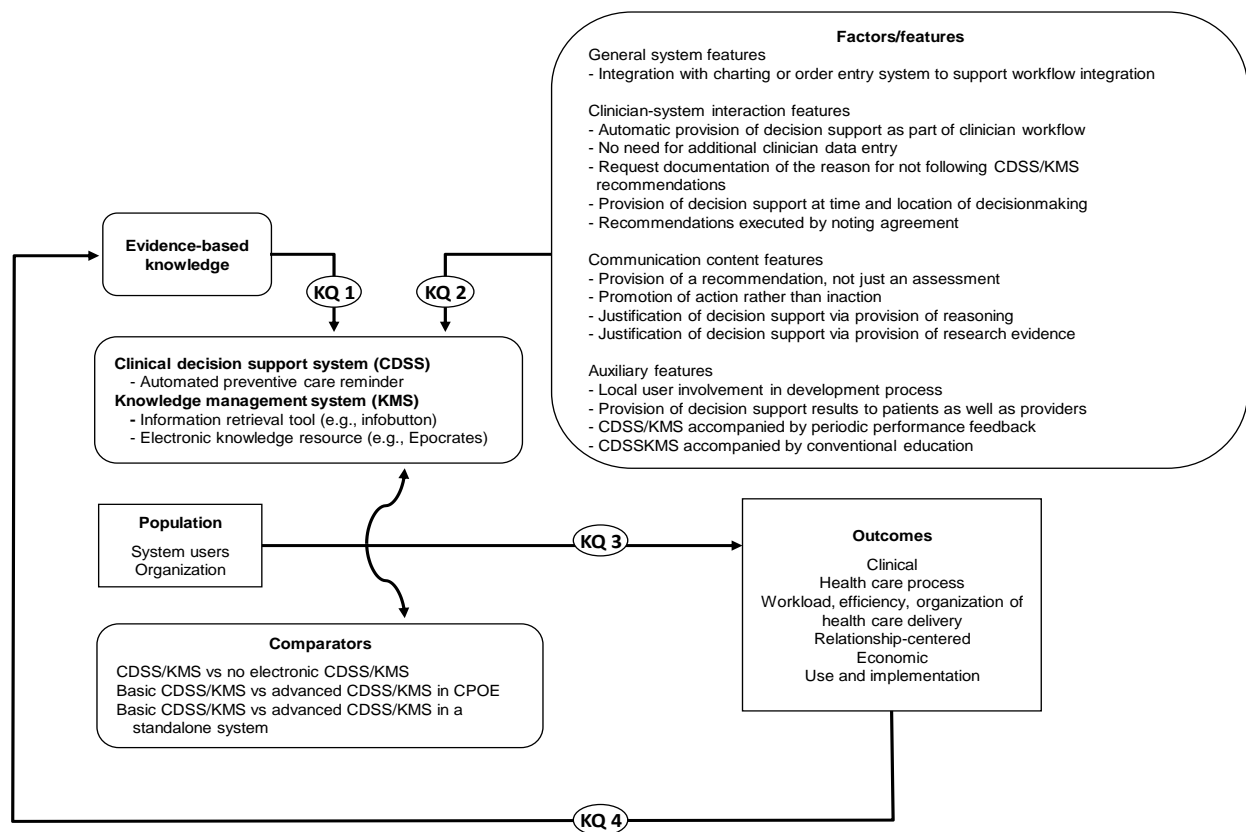 Factors/features
General system features
- Integration with charting or order entry system to support workflow integration
Clinician-system interaction features
- Automatic provision of decision support as part of clinician workflow
- No need for additional clinician data entry
- Request documentation of the reason for not following CDSS/KMS
recommendations
- Provision of decision support at time and location of decisionmaking
- Recommendations executed by noting agreement
Communication content features
- Provision of a recommendation, not just an assessment
- Promotion of action rather than inaction
- Justification of decision support via provision of reasoning
- Justification of decision support via provision of research evidence
Auxiliary features
- Local user involvement in development process
- Provision of decision support results to patients as well as providers
- CDSS/KMS accompanied by periodic performance feedback
- CDSSKMS accompanied by conventional education
Evidence-based
knowledge
KQ 1
KQ 2
Clinical decision support system (CDSS)
- Automated preventive care reminder
Knowledge management system (KMS)
- Information retrieval tool (e.g., infobutton)
- Electronic knowledge resource (e.g., Epocrates)
Population
System users
Organization
KQ 3
Outcomes
Clinical
Health care process
Workload, efficiency, organization of
health care delivery
Relationship-centered
Economic
Use and implementation
Comparators
CDSS/KMS vs no electronic CDSS/KMS
Basic CDSS/KMS vs advanced CDSS/KMS in CPOE
Basic CDSS/KMS vs advanced CDSS/KMS in a
standalone system
KQ 4